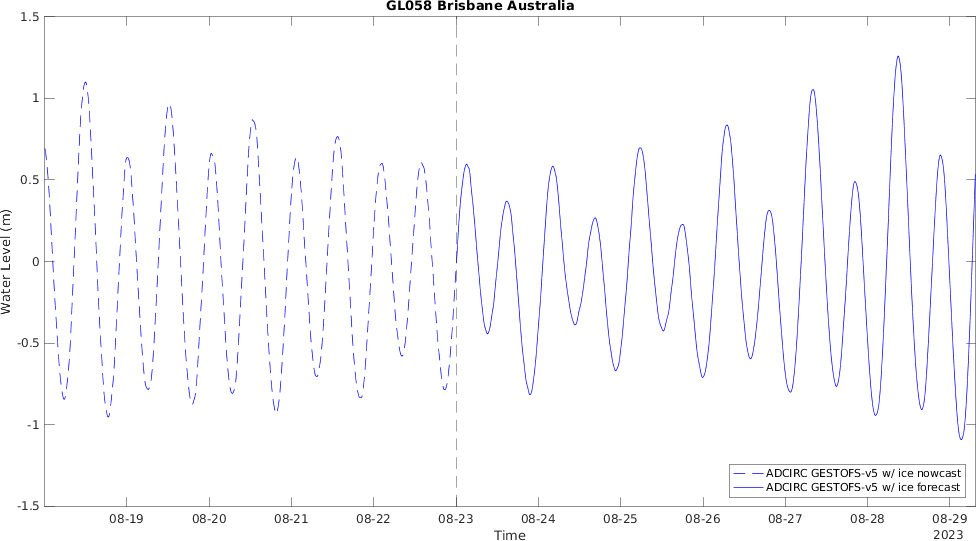 GL058 Brisbane Australia
1.5
1
0.5
0
-0.5
-1
-1.5
Water Level (m)
ADCIRC GESTOFS-v5 w/ ice nowcast
ADCIRC GESTOFS-v5 w/ ice forecast
08-19 08-20 08-21 08-22 08-23 08-24 08-25 08-26 08-27 08-28 08-29
Time
2023